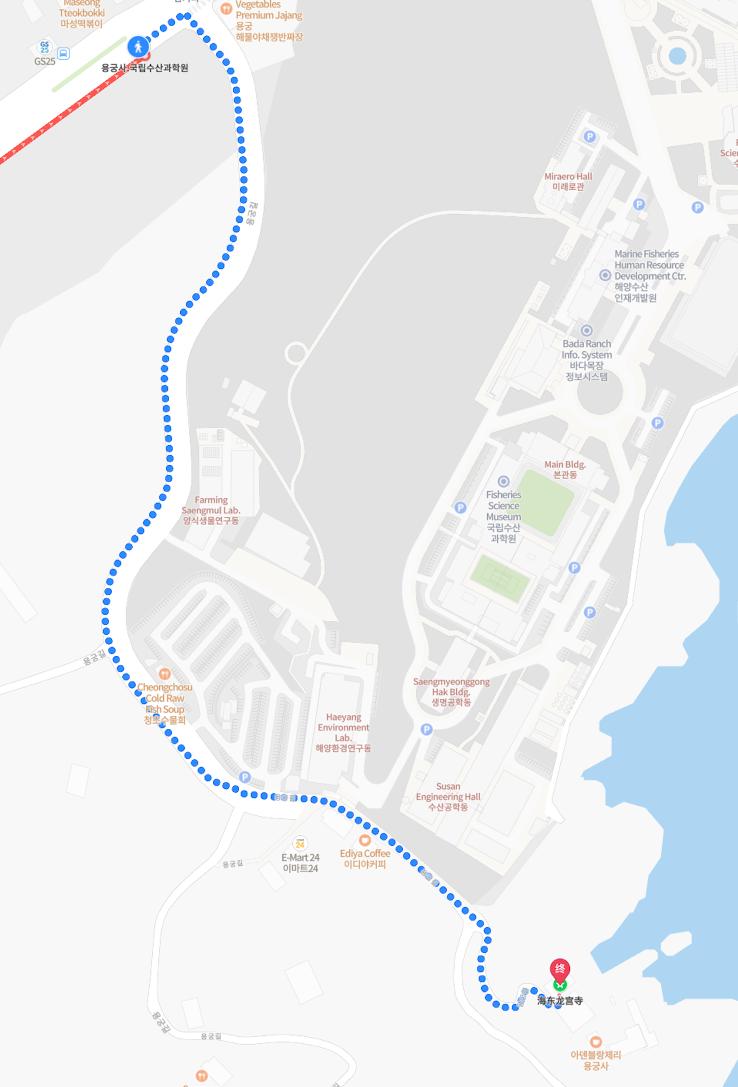 Maseong
Tteokbokki
마성떡볶이
Vegetables
Premium Jajang
용궁
해물야채쟁반짜장
GS
25
GS25
용궁사.국립수산과학원
용궁길
P
Miraero Hall
미래로관
P
P
Marine Fisheries
Human Resource
Development Ctr.
해양수산
인재개발원
Bada Ranch
Info. System
바다목장
정보시스템
P
Main Bldg.
본관동
Fisheries
Science
Museum
국립수산
과학원
P
Farming
Saengmul Lab.
양식생물연구동
P
P
용궁길
Cheongchosu
Cold Raw
Fish Soup
청초수물회
Saengmyeonggong
Hak Bldg.
생명공학동
Haeyang
Environment
Lab.
해양환경연구동
P
P
Susan
Engineering Hall
수산공학동
24
E-Mart 24
이마트24
Ediya Coffee
이디야커피
용궁길
终
海东龙宫寺
용궁길
용궁길
아덴블랑제리
용궁사